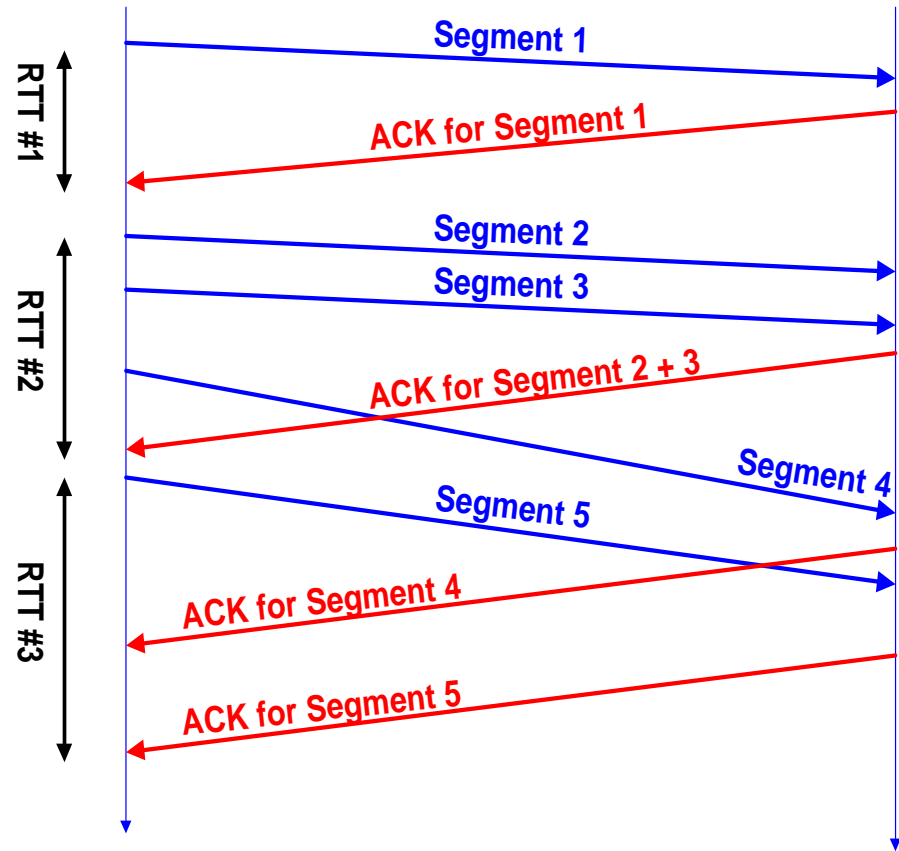 Segment 1
RTT #1
ACK for Segment 1
Segment 2
Segment 3
RTT #2
ACK for Segment 2 + 3
Segment 4
Segment 5
RTT #3
ACK for Segment 4
ACK for Segment 5